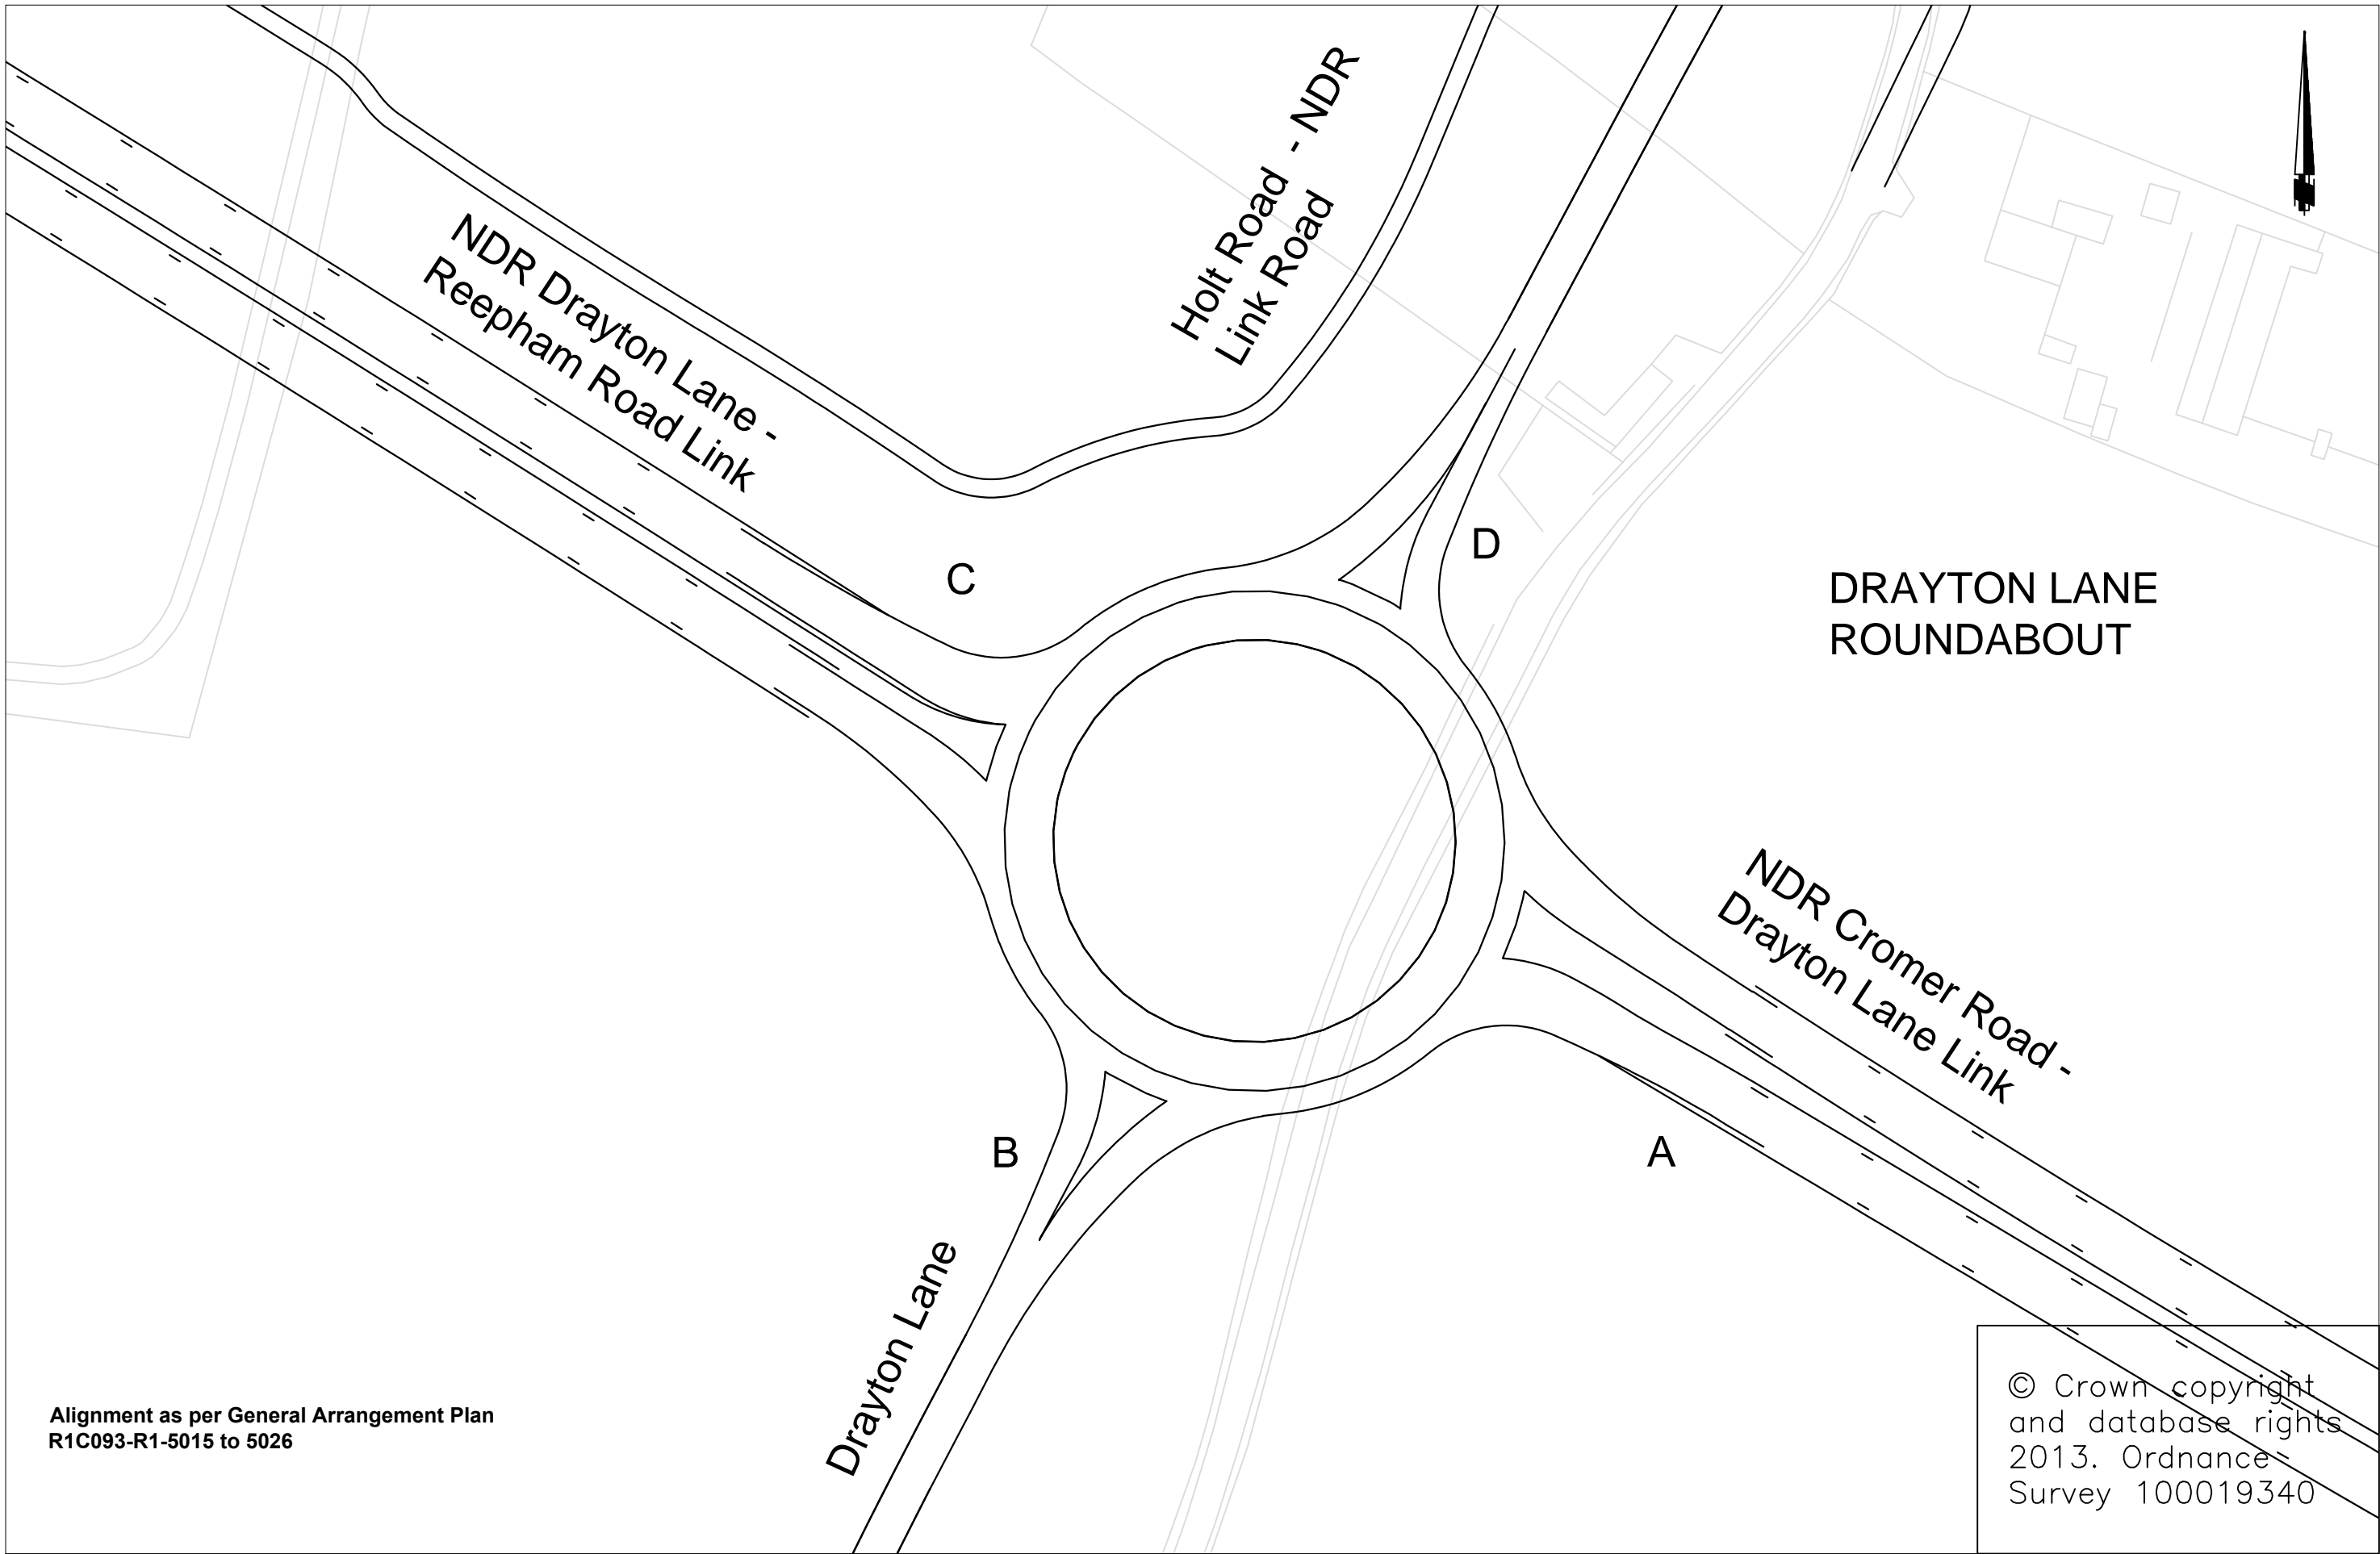 Holt Road - NDR
Link Road
NDR Drayton Lane -
Reepham Road Link
C
D
DRAYTON LANE
ROUNDABOUT
NDR Cromer Road -
Drayton Lane Link
B
A
Drayton Lane
Alignment as per General Arrangement Plan
R1C093-R1-5015 to 5026
© Crown copyright
and database rights
2013. Ordnance
Survey 100019340